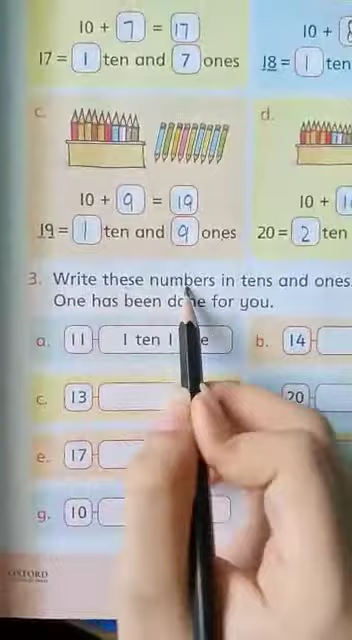 10 + 7 = 17
17 = 1 ten and 7 ones
10 +
18 = 1 ten
c.
d.
10 + 9 = 19
19 = 1 ten and 9 ones
10 + 1
20 = 2 ten
3. Write these numbers in tens and ones.
One has been done for you.
a. 11 1 ten 1
b. 14
c. 13
20
e. 17
g. 10
OXFORD